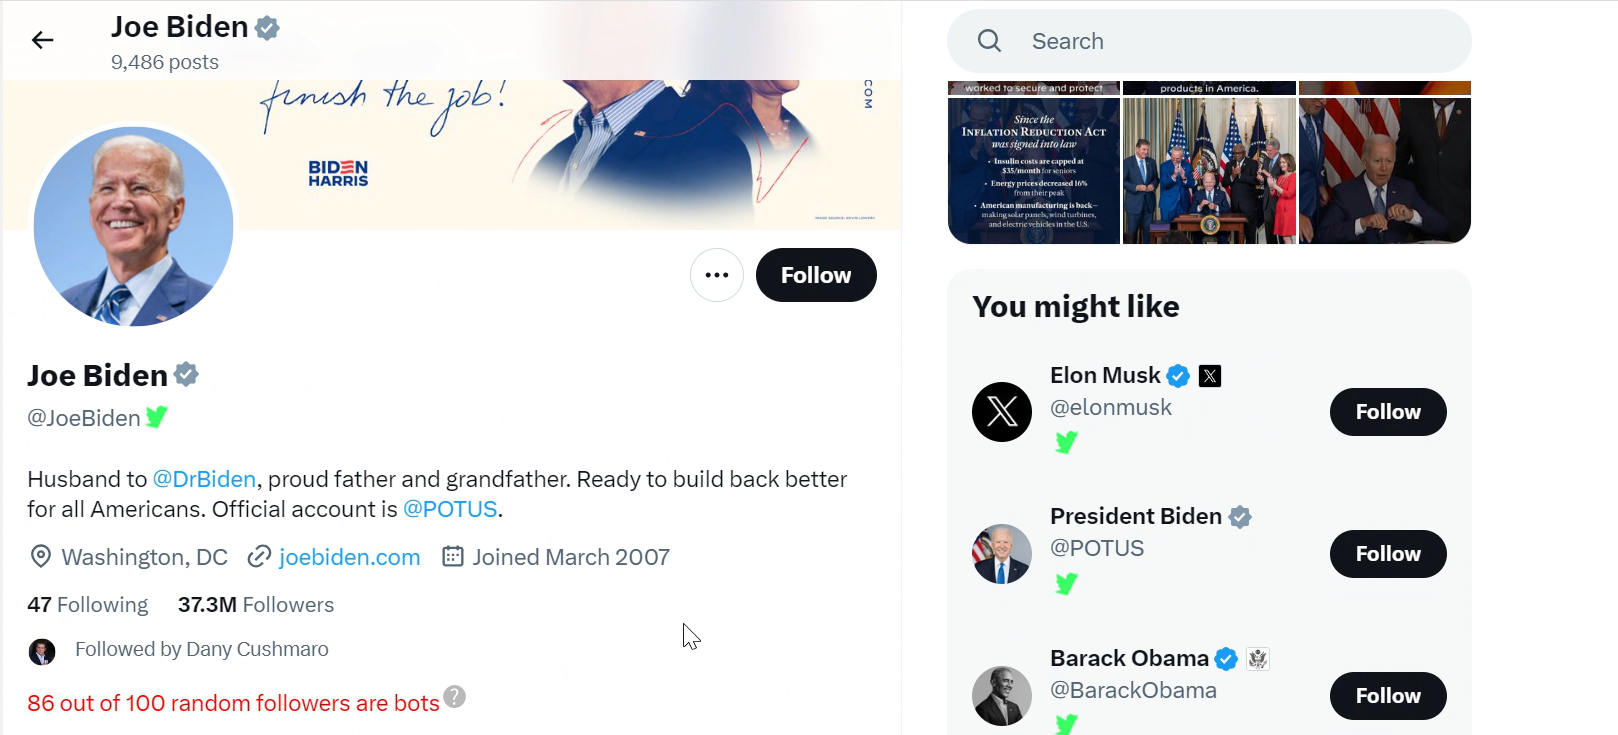 Joe Biden
9,486 posts
finish the job!
.COM
BIDEN
HARRIS
Follow
Joe Biden
@JoeBiden
Husband to @DrBiden, proud father and grandfather. Ready to build back better
for all Americans. Official account is @POTUS.
Washington, DC joebiden.com Joined March 2007
47 Following 37.3M Followers
Followed by Dany Cushmaro
86 out of 100 random followers are bots ?
Search
worked to secure and protect
products in America.
Since the
INFLATION REDUCTION ACT
was signed into law
• Insulin costs are capped at
$35/month for seniors
• Energy prices decreased 16%
from their peak
• American manufacturing is back—
making solar panels, wind turbines,
and electric vehicles in the U.S.
You might like
Elon Musk X
@elonmusk
Follow
President Biden
@POTUS
Follow
Barack Obama
@BarackObama
Follow